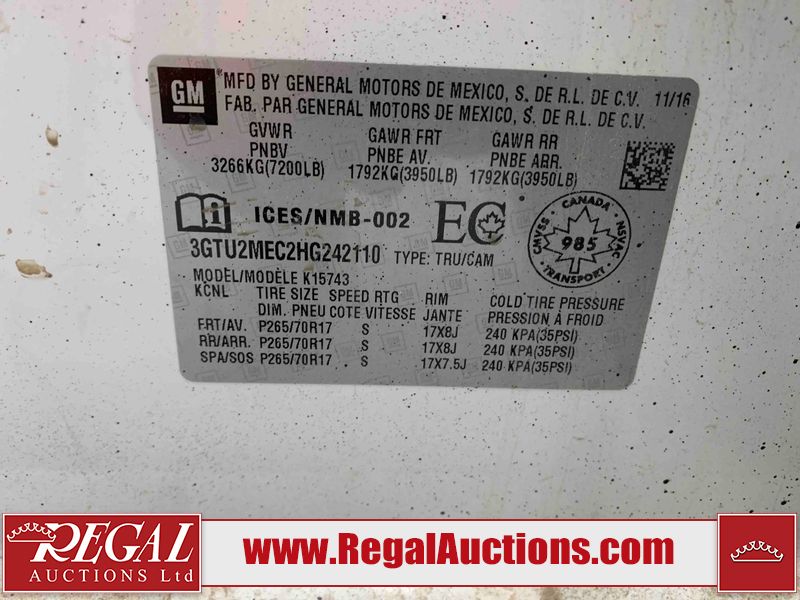 GM
MFD BY GENERAL MOTORS DE MEXICO, S. DE R.L. DE C.V. 11/16
FAB. PAR GENERAL MOTORS DE MEXICO, S. DE R.L. DE C.V.
GVWR GAWR FRT GAWR RR
PNBV PNBE AV. PNBE ARR.
3266KG(7200LB) 1792KG(3950LB) 1792KG(3950LB)
ICES/NMB-002 EC
CANADA CMVSS NSVAC 985 TRANSPORT
3GTU2MEC2HG242110 TYPE: TRU/CAM
MODEL/MODÈLE K15743
KCNL TIRE SIZE SPEED RTG RIM COLD TIRE PRESSURE
DIM. PNEU COTE VITESSE JANTE PRESSION À FROID
FRT/AV. P265/70R17 S 17X8J 240 KPA(35PSI)
RR/ARR. P265/70R17 S 17X8J 240 KPA(35PSI)
SPA/SOS P265/70R17 S 17X7.5J 240 KPA(35PSI)
REGAL
AUCTIONS Ltd
www.RegalAuctions.com